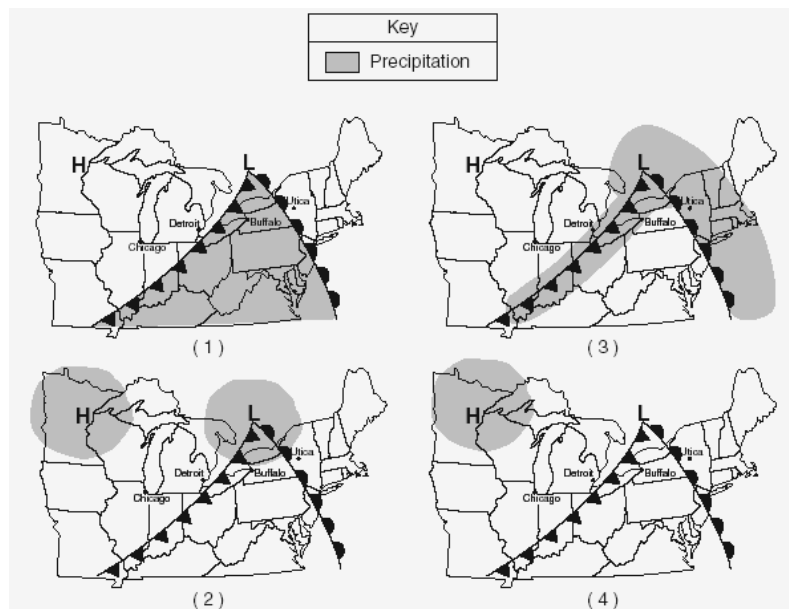 Key
Precipitation
H
L
Utica
Detroit
Buffalo
Chicago
( 1 )
H
L
Utica
Detroit
Buffalo
Chicago
( 3 )
H
L
Utica
Detroit
Buffalo
Chicago
( 2 )
H
L
Utica
Detroit
Buffalo
Chicago
( 4 )